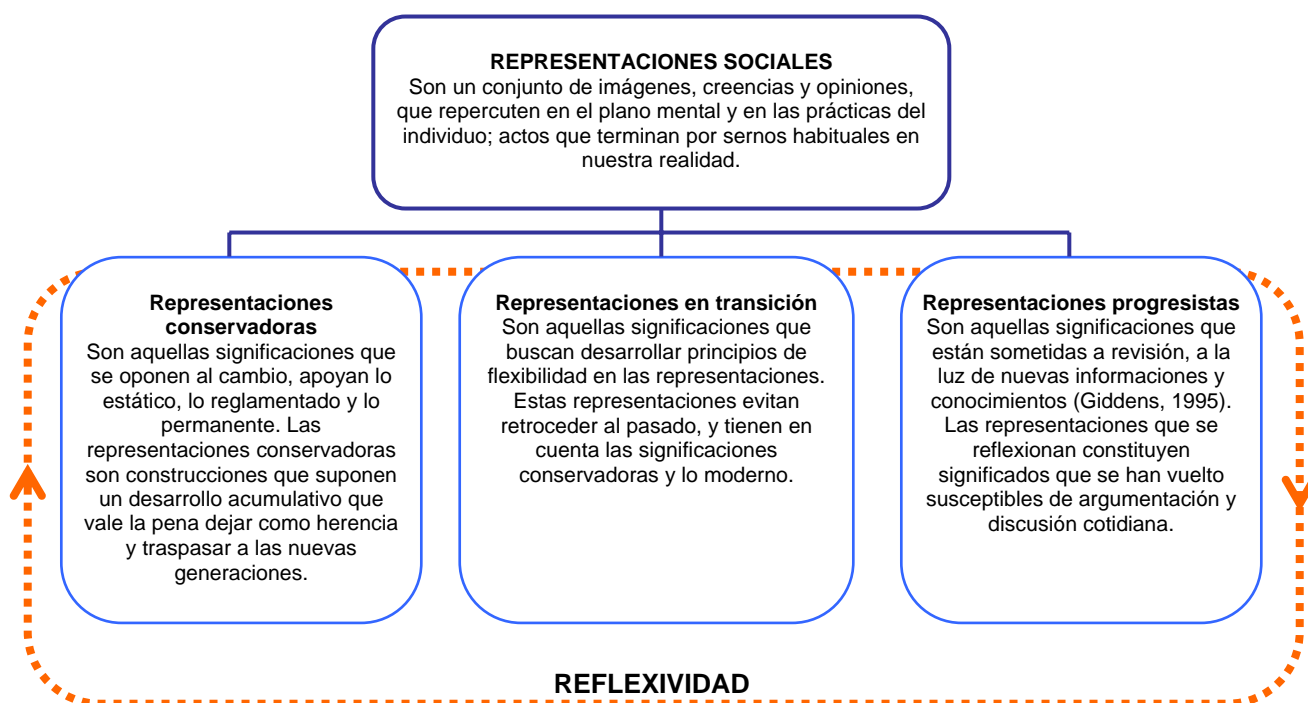 REPRESENTACIONES SOCIALES
Son un conjunto de imágenes, creencias y opiniones,
que repercuten en el plano mental y en las prácticas del
individuo; actos que terminan por sernos habituales en
nuestra realidad.
Representaciones
conservadoras
Son aquellas significaciones que
se oponen al cambio, apoyan lo
estático, lo reglamentado y lo
permanente. Las
representaciones conservadoras
son construcciones que suponen
un desarrollo acumulativo que
vale la pena dejar como herencia
y traspasar a las nuevas
generaciones.
Representaciones en transición
Son aquellas significaciones que
buscan desarrollar principios de
flexibilidad en las representaciones.
Estas representaciones evitan
retroceder al pasado, y tienen en
cuenta las significaciones
conservadoras y lo moderno.
Representaciones progresistas
Son aquellas significaciones que
están sometidas a revisión, a la
luz de nuevas informaciones y
conocimientos (Giddens, 1995).
Las representaciones que se
reflexionan constituyen
significados que se han vuelto
susceptibles de argumentación y
discusión cotidiana.
REFLEXIVIDAD